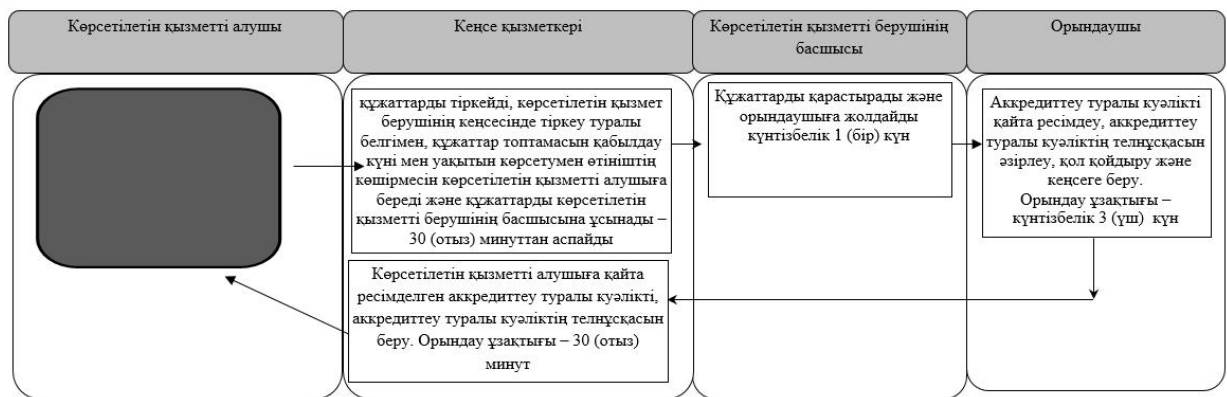 Көрсетілетін қызметті алушы
Кеңсе қызметкері
Көрсетілетін қызметті берушінің
басшысы
Орындаушы
құжаттарды тіркейді, көрсетілетін қызмет
берушінің кеңсесінде тіркеу туралы
белгімен, құжаттар топтамасын қабылдау
күні мен уақытын көрсетумен өтініштің
көшірмесін көрсетілетін қызметті алушыға
береді және құжаттарды көрсетілетін
қызметті берушінің басшысына ұсынады –
30 (отыз) минуттан аспайды
Құжаттарды қарастырады және
орындаушыға жолдайды
күнтізбелік 1 (бір) күн
Аккредиттеу туралы куәлікті
қайта ресімдеу, аккредиттеу
туралы куәліктің телнұсқасын
әзірлеу, қол қойдыру және
кеңсеге беру.
Орындау ұзақтығы –
күнтізбелік 3 (үш) күн
Көрсетілетін қызметті алушыға қайта
ресімделген аккредиттеу туралы куәлікті,
аккредиттеу туралы куәліктің телнұсқасын
беру. Орындау ұзақтығы – 30 (отыз)
минут